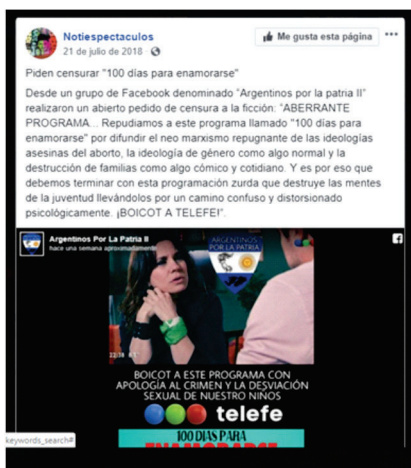 Notiespectaculos
Me gusta esta página
21 de julio de 2018
Piden censurar "100 días para enamorarse"
Desde un grupo de Facebook denominado "Argentinos por la patria II"
realizaron un abierto pedido de censura a la ficción: "ABERRANTE
PROGRAMA... Repudiamos a este programa llamado "100 días para
enamorarse" por difundir el neo marxismo repugnante de las ideologías
asesinas del aborto, la ideología de género como algo normal y la
destrucción de familias como algo cómico y cotidiano. Y es por eso que
debemos terminar con esta programación zurda que destruye las mentes
de la juventud llevándolos por un camino confuso y distorsionado
psicológicamente. ¡BOICOT A TELEFE!".
Argentinos Por La Patria II
hace una semana aproximadamente
ARGENTINOS
POR LA PATRIA
22:38
BOICOT A ESTE PROGRAMA CON
APOLOGÍA AL CRIMEN Y LA DESVIACIÓN
SEXUAL DE NUESTRO NIÑOS
telefe
keywords_search#
100 DIAS PARA
ENAMORARSE